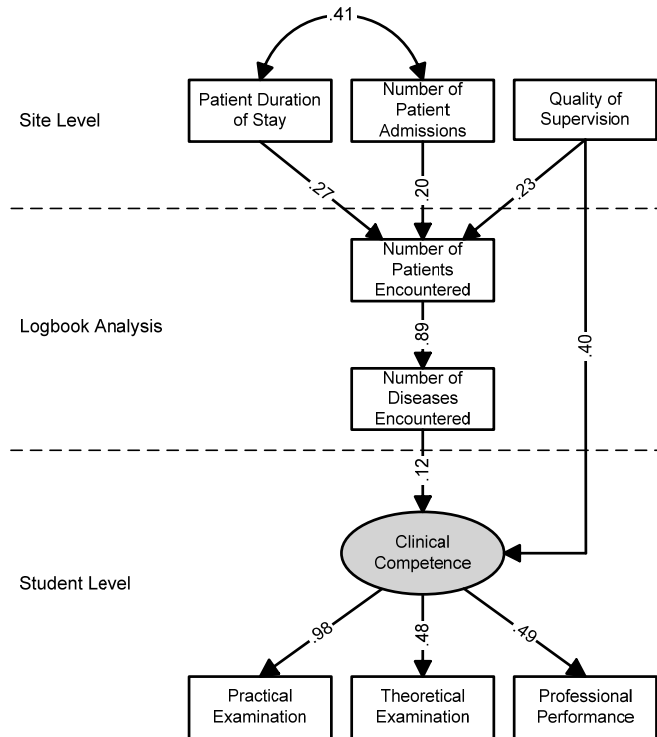 .41
Patient Duration
of Stay
Number of
Patient
Admissions
Quality of
Supervision
Site Level
.27
.20
.23
Number of
Patients
Encountered
Logbook Analysis
.89
.40
Number of
Diseases
Encountered
.12
Clinical
Competence
Student Level
.98
.48
.49
Practical
Examination
Theoretical
Examination
Professional
Performance